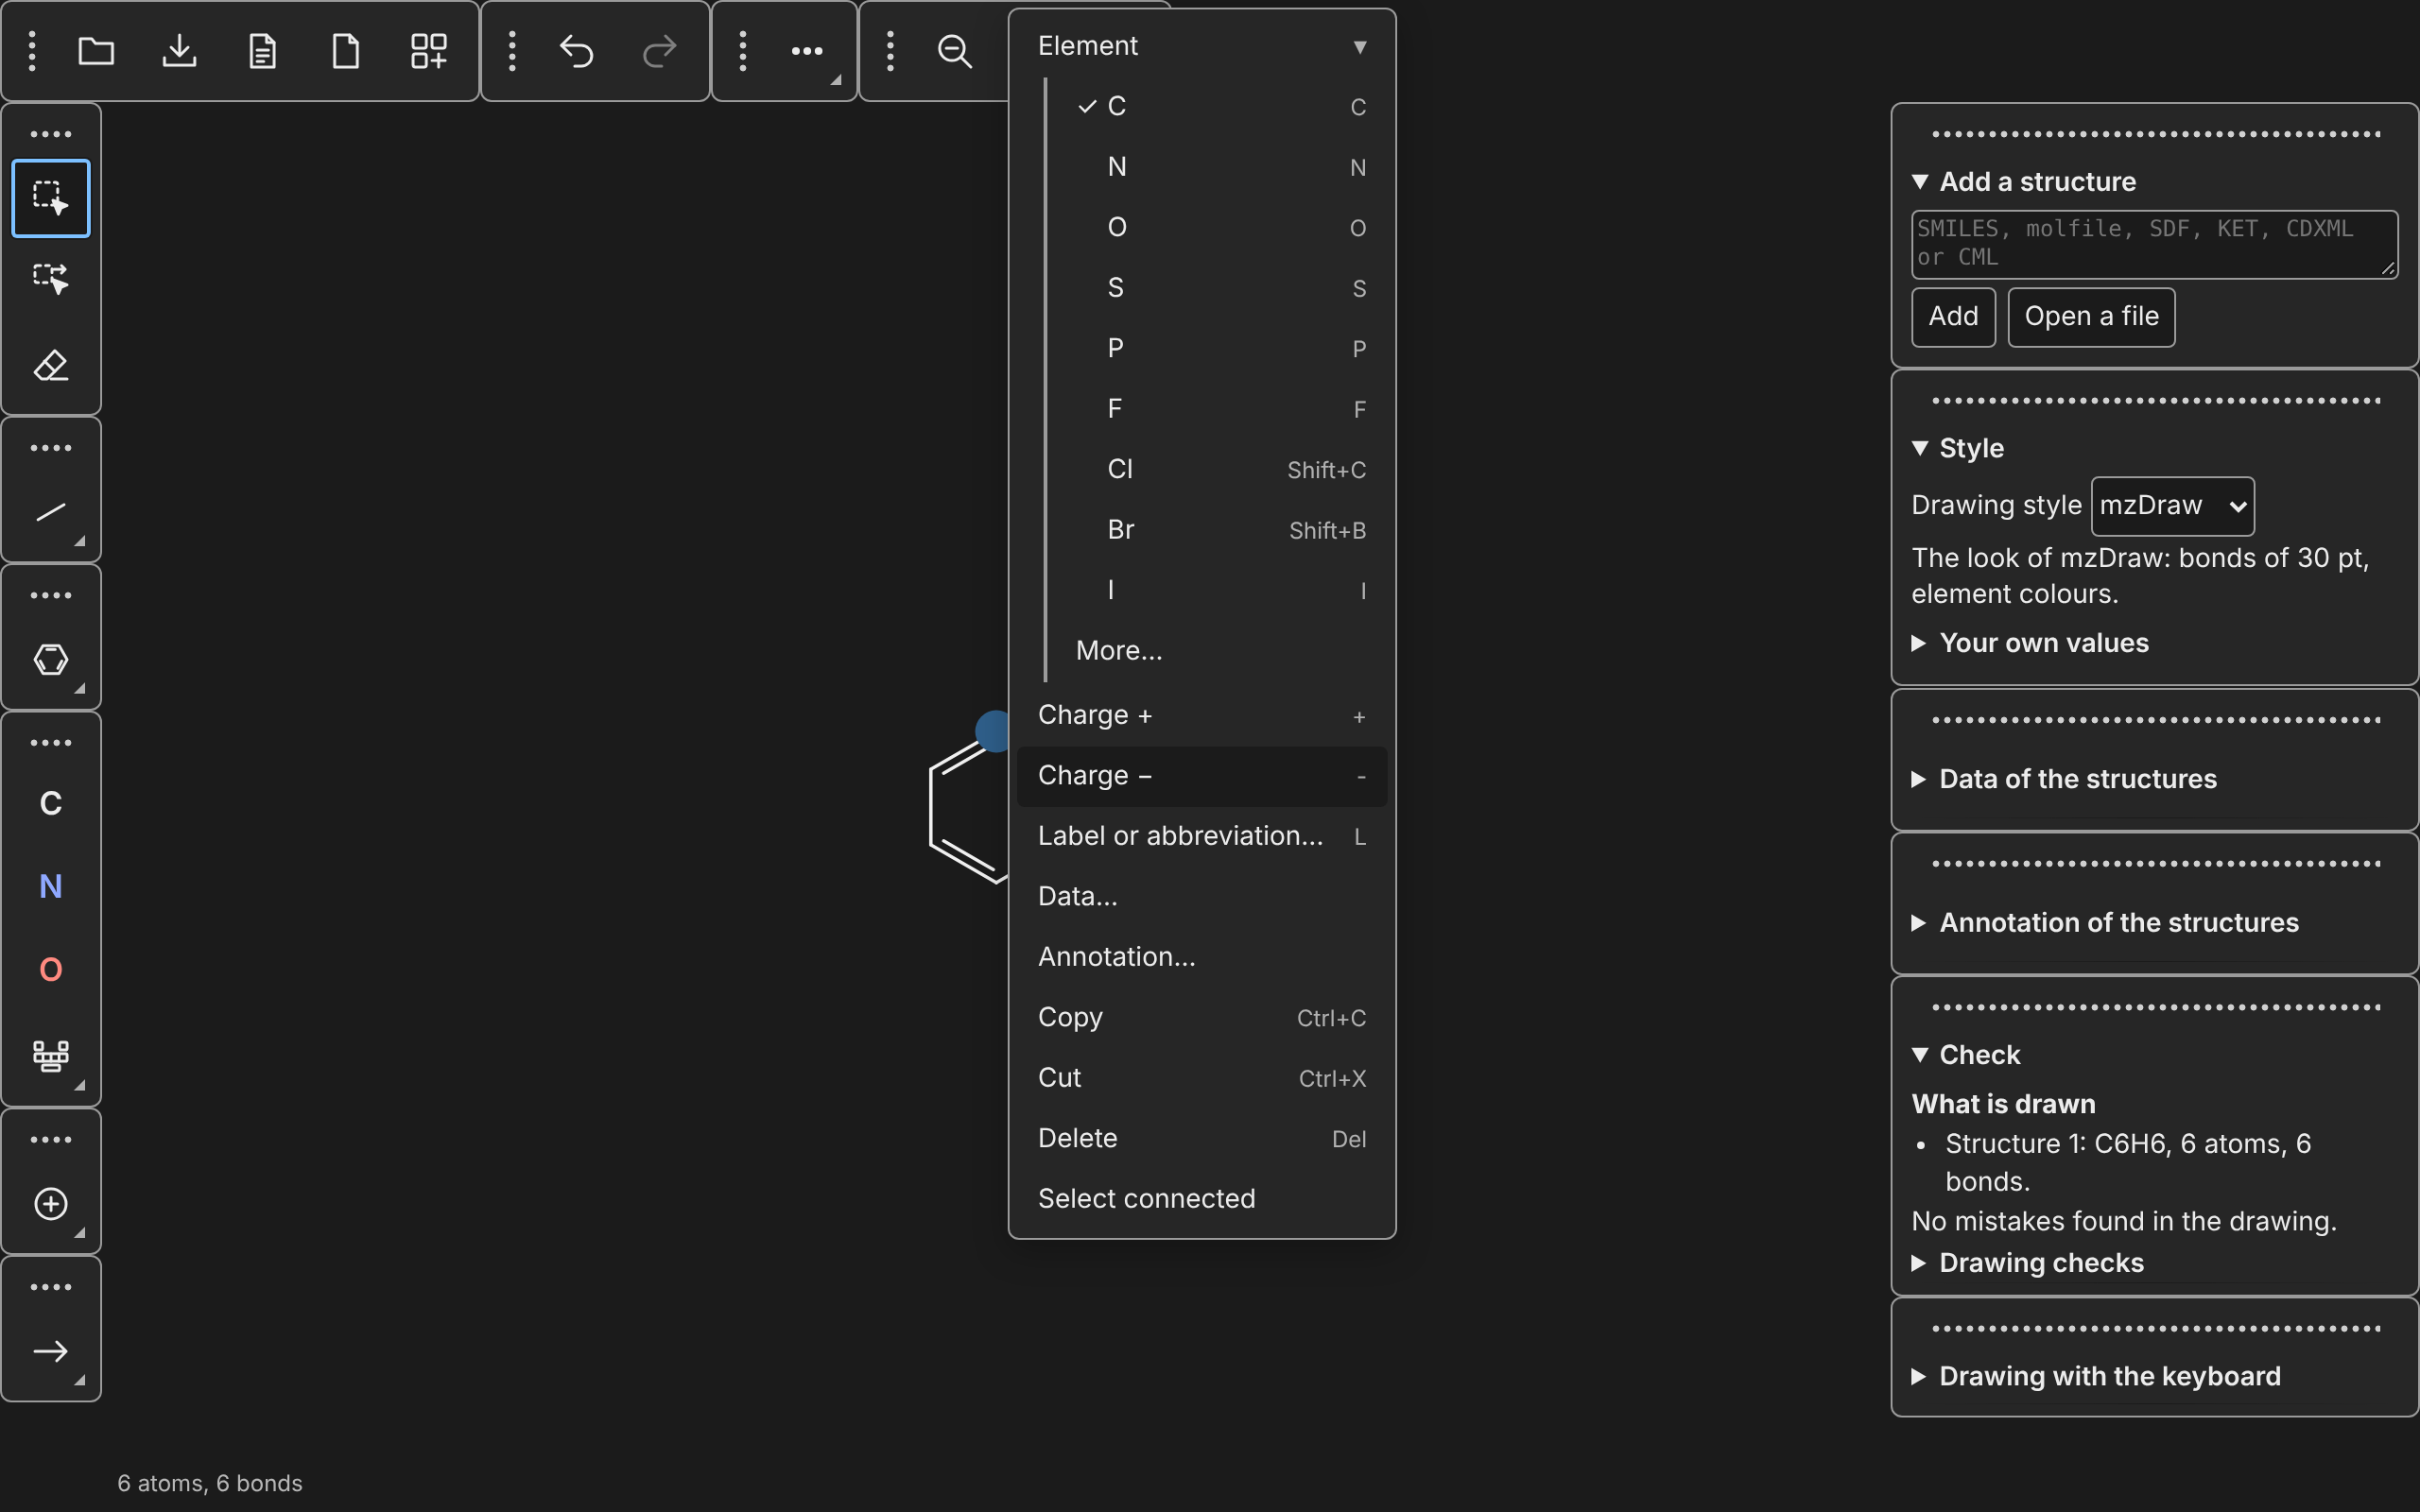 Element ▼
✓ C C
N N
O O
S S
P P
F F
Cl Shift+C
Br Shift+B
I I
More...
Charge + +
Charge − -
Label or abbreviation... L
Data...
Annotation...
Copy Ctrl+C
Cut Ctrl+X
Delete Del
Select connected
C
N
O
6 atoms, 6 bonds
▼ Add a structure
SMILES, molfile, SDF, KET, CDXML
or CML
Add Open a file
▼ Style
Drawing style mzDraw
The look of mzDraw: bonds of 30 pt,
element colours.
▶ Your own values
▶ Data of the structures
▶ Annotation of the structures
▼ Check
What is drawn
• Structure 1: C6H6, 6 atoms, 6
bonds.
No mistakes found in the drawing.
▶ Drawing checks
▶ Drawing with the keyboard